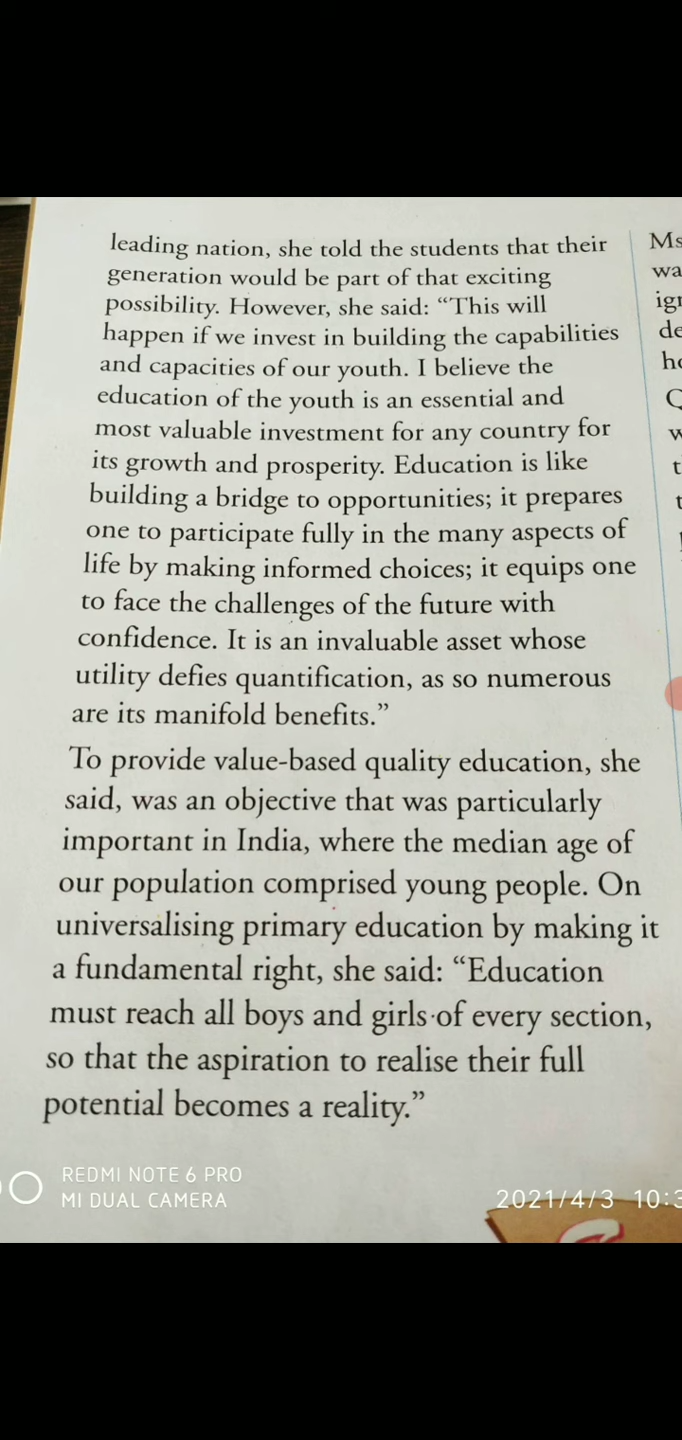 leading nation, she told the students that their
generation would be part of that exciting
possibility. However, she said: “This will
happen if we invest in building the capabilities
and capacities of our youth. I believe the
education of the youth is an essential and
most valuable investment for any country for
its growth and prosperity. Education is like
building a bridge to opportunities; it prepares
one to participate fully in the many aspects of
life by making informed choices; it equips one
to face the challenges of the future with
confidence. It is an invaluable asset whose
utility defies quantification, as so numerous
are its manifold benefits.”
To provide value-based quality education, she
said, was an objective that was particularly
important in India, where the median age of
our population comprised young people. On
universalising primary education by making it
a fundamental right, she said: “Education
must reach all boys and girls of every section,
so that the aspiration to realise their full
potential becomes a reality.”
Ms
wa
de
REDMI NOTE 6 PRO
MI DUAL CAMERA
2021/4/3 10:3